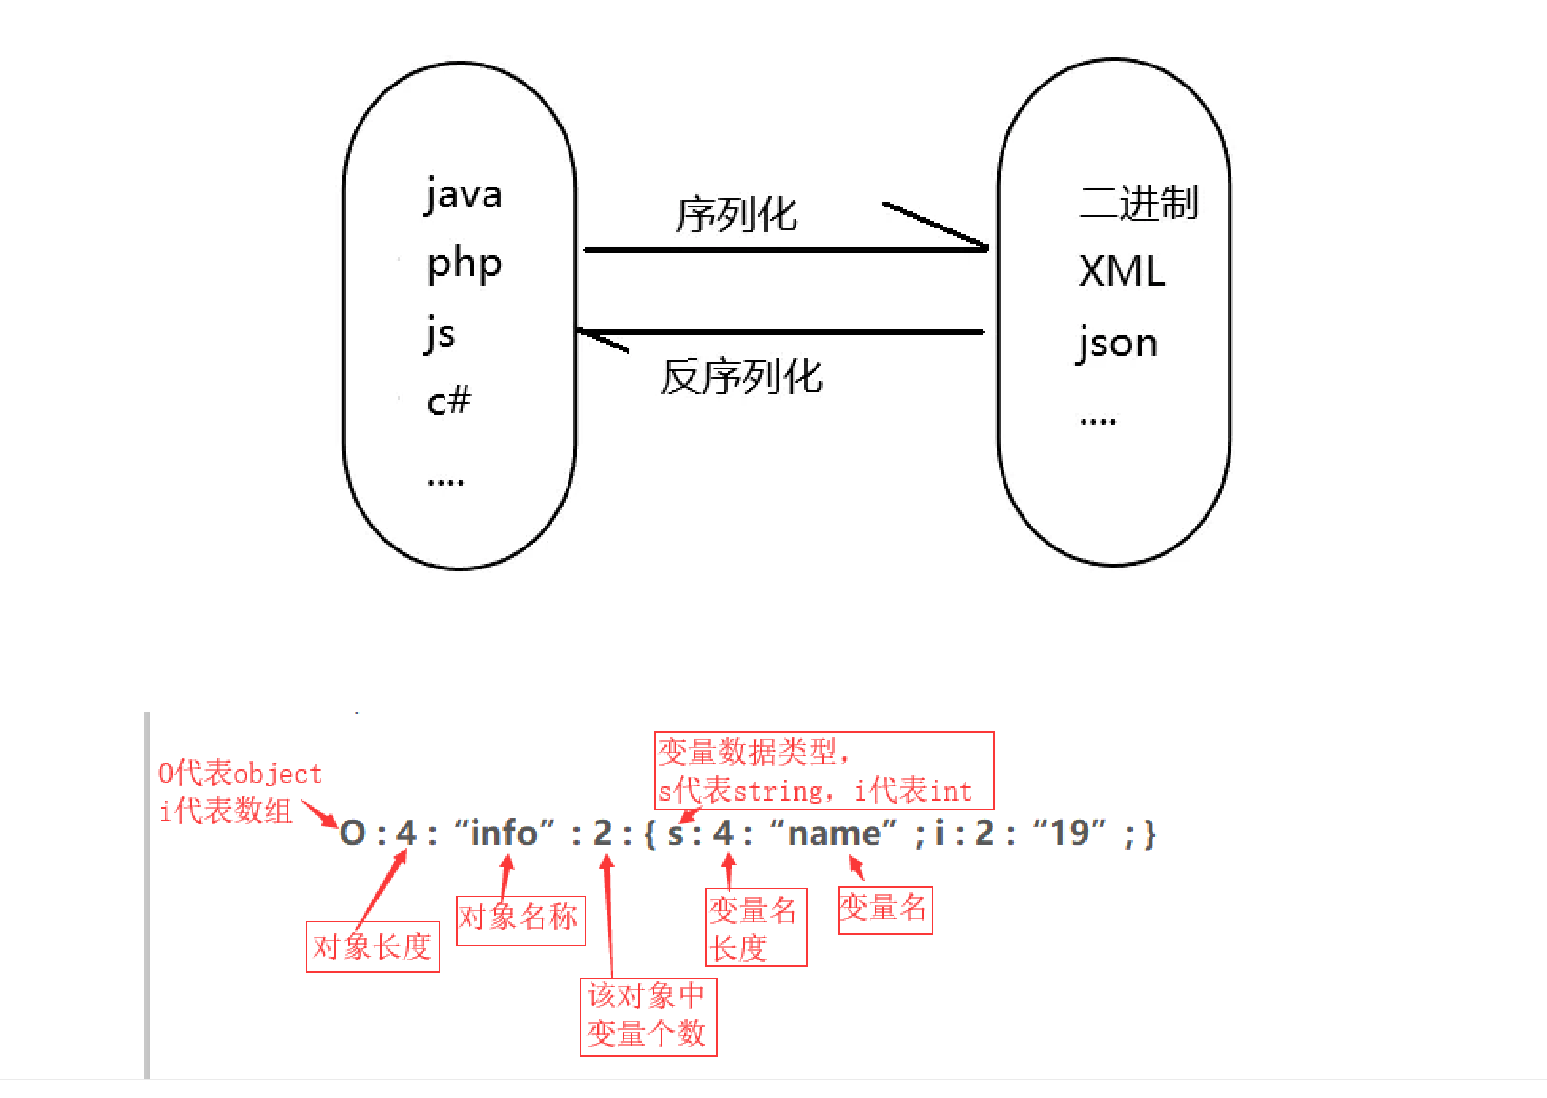 java
php
js
c#
....
序列化
反序列化
二进制
XML
json
....
O代表object
i代表数组
变量数据类型，
s代表string，i代表int
O : 4 : “info” : 2 : { s : 4 : “name” ; i : 2 : “19” ; }
对象长度
对象名称
该对象中
变量个数
变量名
长度
变量名